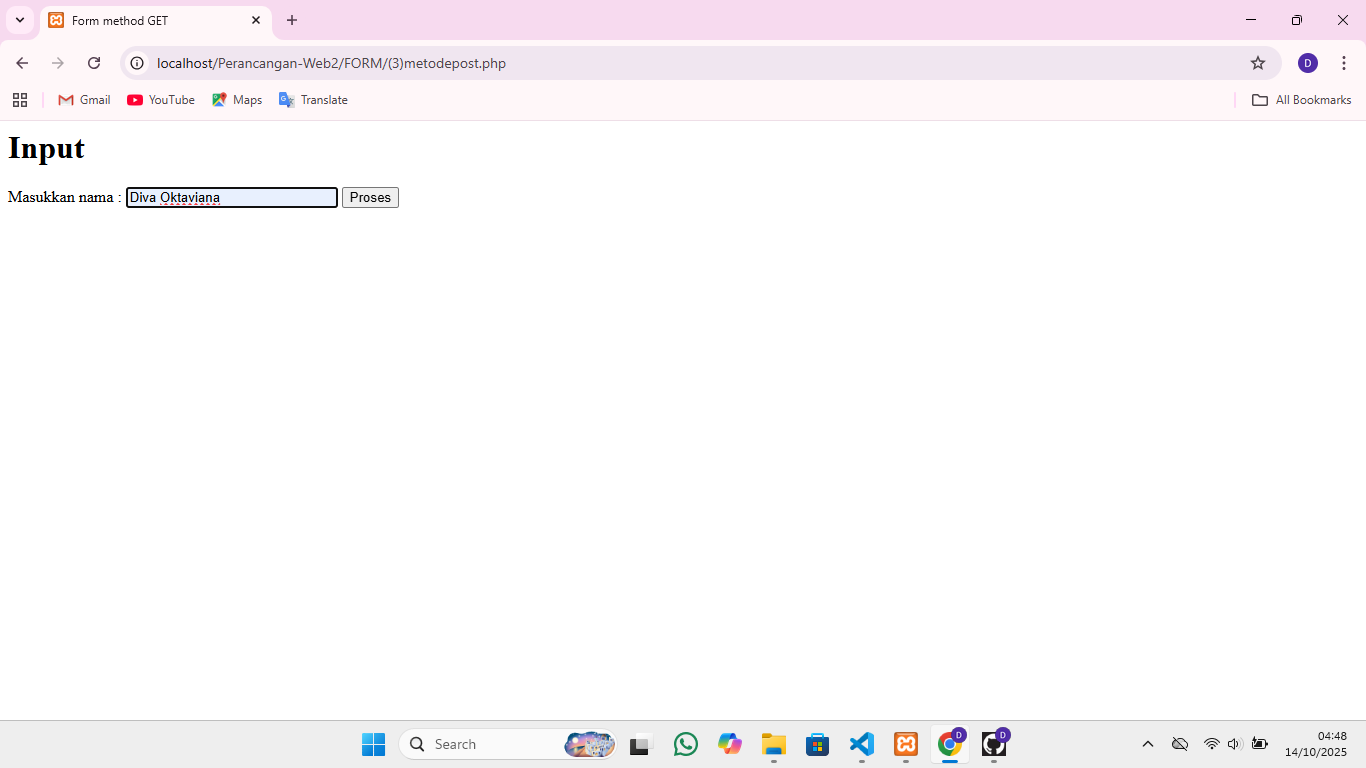 Form method GET
localhost/Perancangan-Web2/FORM/(3)metodepost.php
D
Gmail
YouTube
Maps
Translate
All Bookmarks
Input
Masukkan nama : Diva Oktaviana Proses
Search
D
D
04:48
14/10/2025